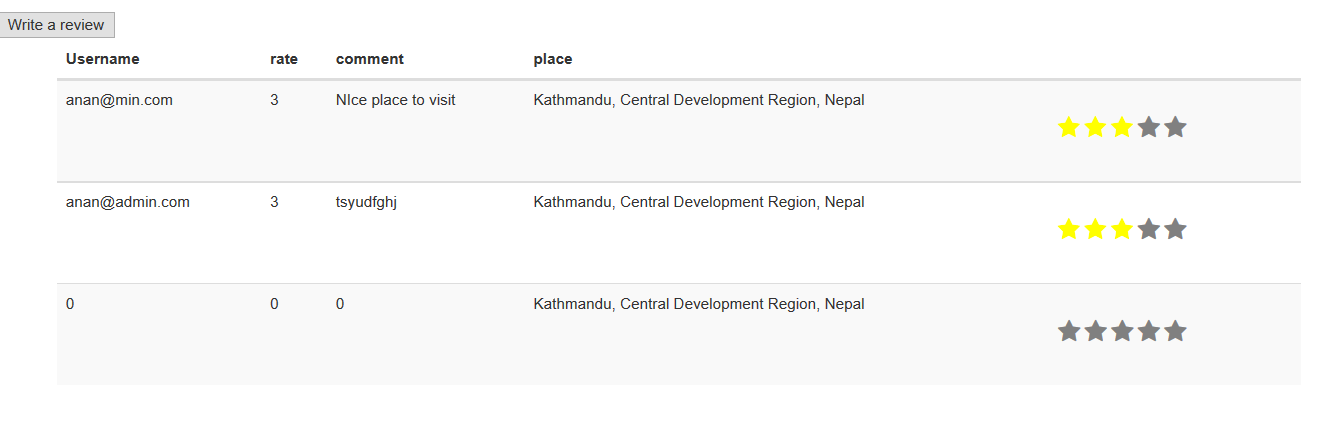 Write a review
Username rate comment place
anan@min.com 3 NIce place to visit Kathmandu, Central Development Region, Nepal
anan@admin.com 3 tsyudfghj Kathmandu, Central Development Region, Nepal
0 0 0 Kathmandu, Central Development Region, Nepal